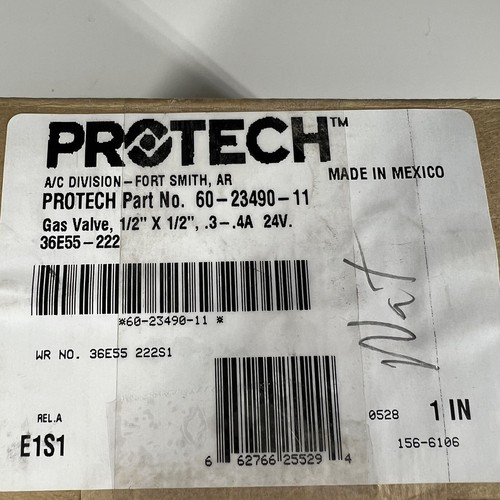 PROTECH™
A/C DIVISION – FORT SMITH, AR
MADE IN MEXICO
PROTECH Part No. 60-23490-11
Gas Valve, 1/2" X 1/2", .3-.4A 24V.
36E55-222
*60-23490-11 *
Nat
WR NO. 36E55 222S1
REL.A
E1S1
6 62766 25529 4
0528
1 IN
156-6106